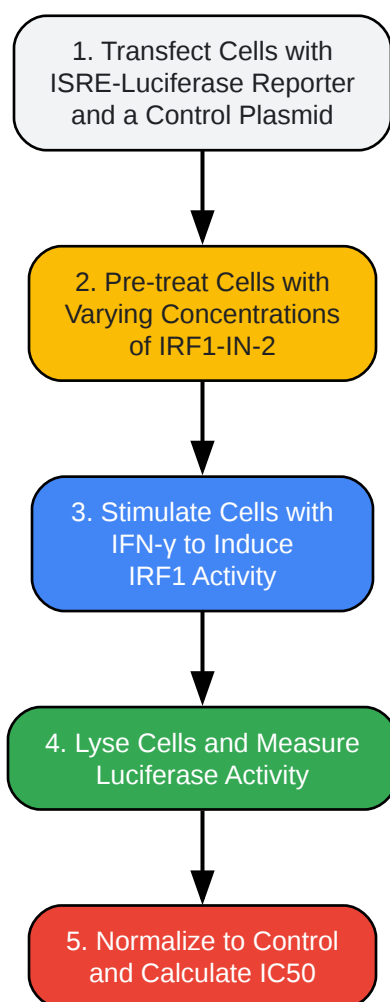 1. Transfect Cells with
ISRE-Luciferase Reporter
and a Control Plasmid
2. Pre-treat Cells with
Varying Concentrations
of IRF1-IN-2
3. Stimulate Cells with
IFN-γ to Induce
IRF1 Activity
4. Lyse Cells and Measure
Luciferase Activity
5. Normalize to Control
and Calculate IC50